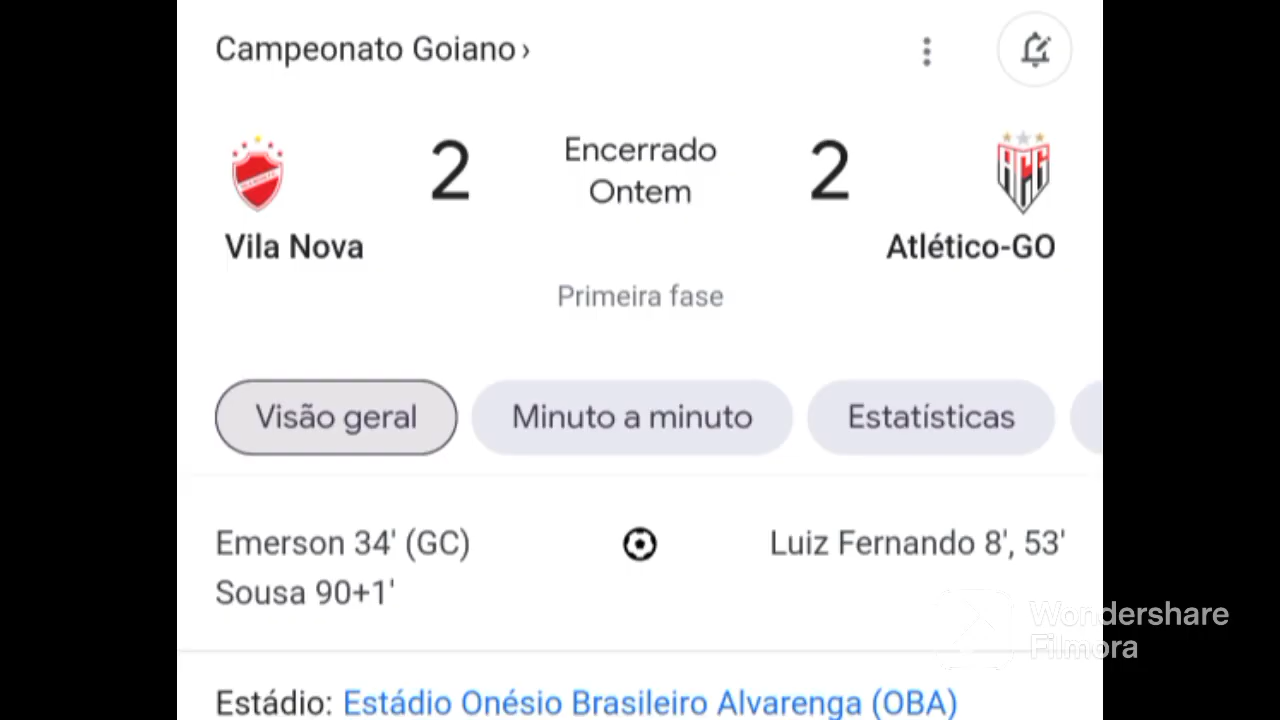 Campeonato Goiano ›
2 Encerrado 2
Ontem
Vila Nova Atlético-GO
Primeira fase
Visão geral Minuto a minuto Estatísticas
Emerson 34' (GC) Luiz Fernando 8', 53'
Sousa 90+1'
Wondershare
Filmora
Estádio: Estádio Onésio Brasileiro Alvarenga (OBA)